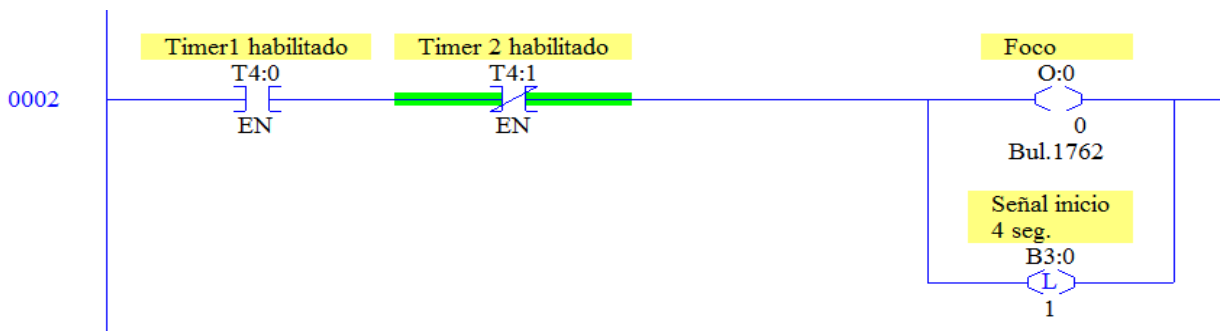 Timer1 habilitado
T4:0
EN
Timer 2 habilitado
T4:1
EN
Foco
O:0
0
Bul.1762
0002
Señal inicio
4 seg.
B3:0
L
1